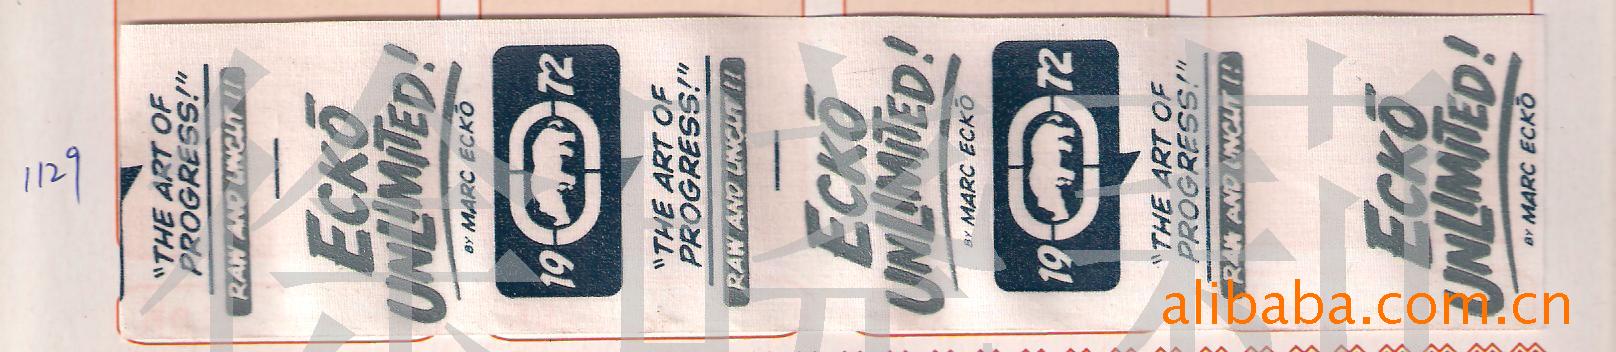 1129
"THE ART OF
PROGRESS!"
RAW AND UNCUT!!
ECKŌ
UNLIMITED!
BY MARC ECKŌ
19 72
"THE ART OF
PROGRESS!"
RAW AND UNCUT!!
ECKŌ
UNLIMITED!
BY MARC ECKŌ
19 72
"THE ART OF
PROGRESS!"
RAW AND UNCUT!!
ECKŌ
UNLIMITED!
BY MARC ECKŌ
alibaba.com.cn